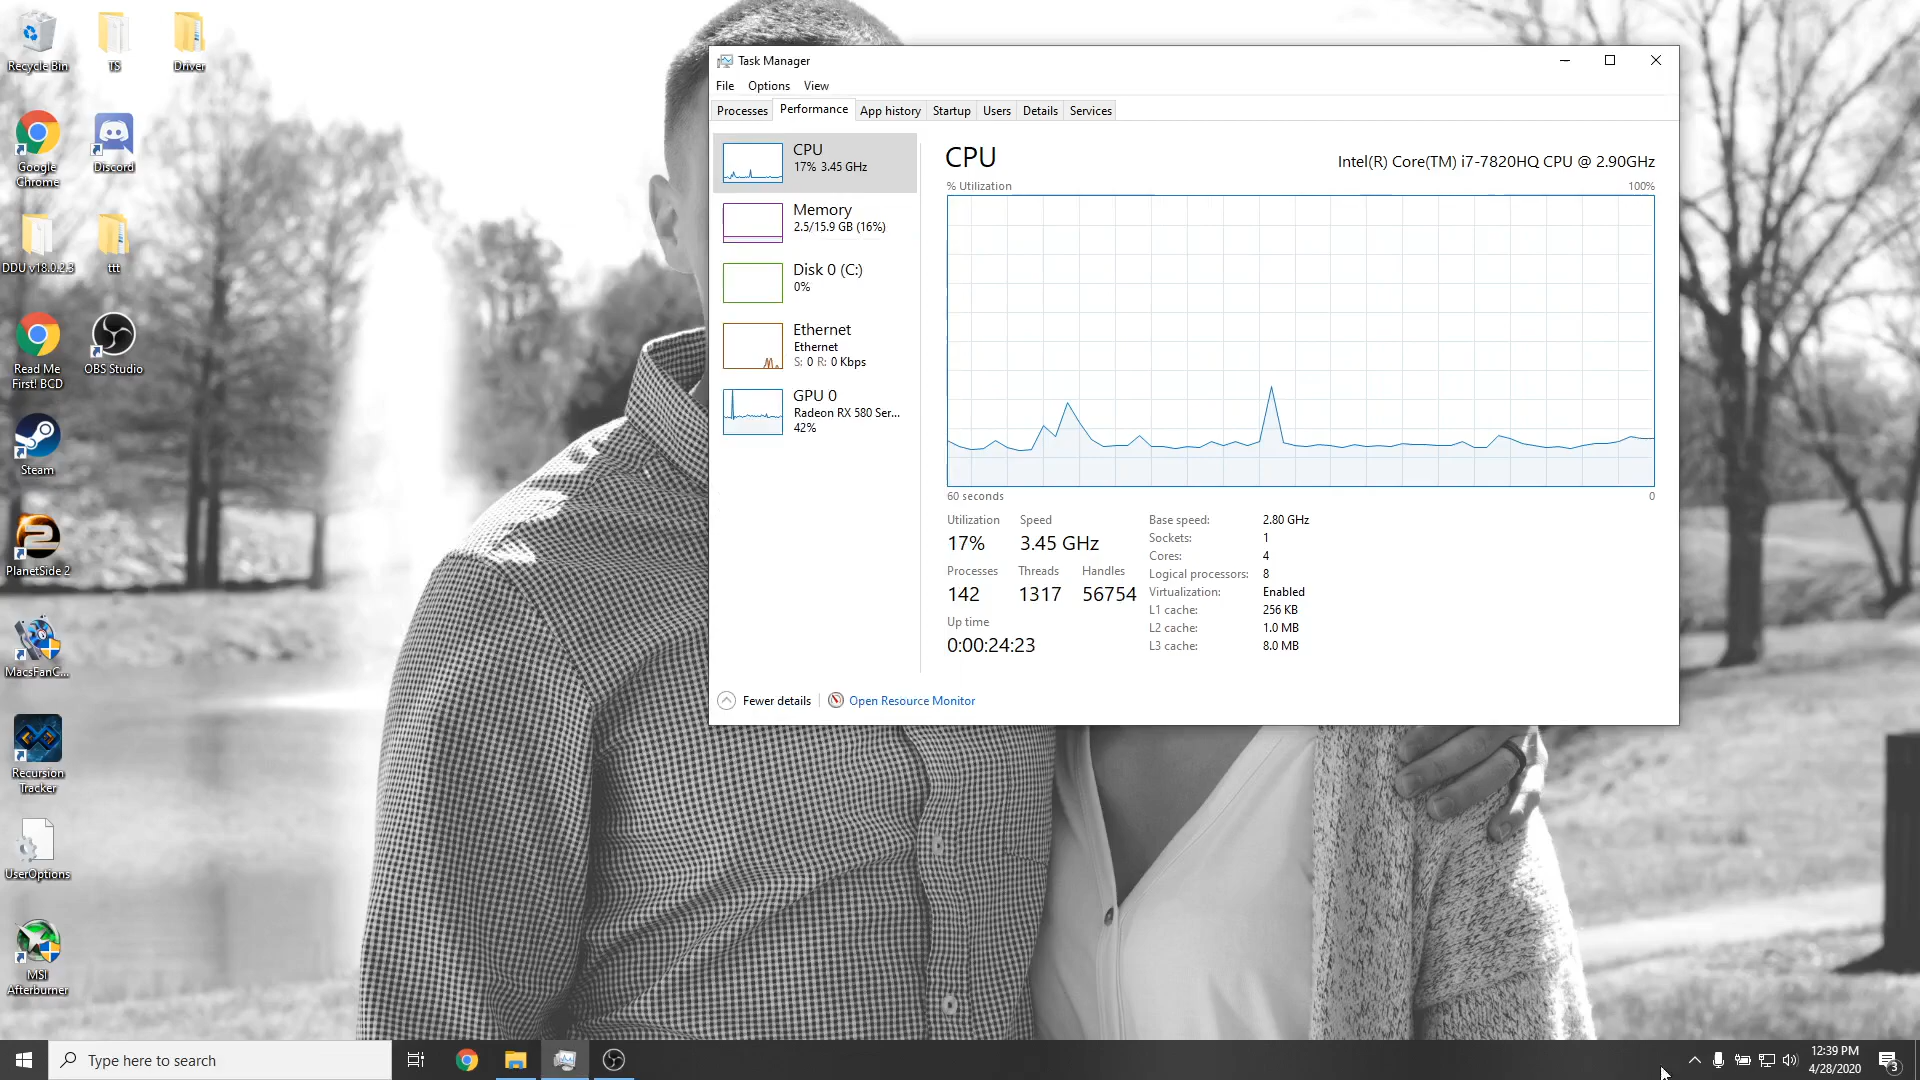 Recycle Bin
TS
Driver
Google
Chrome
Discord
DDU v18.0.2.3
ttt
Read Me
First! BCD
OBS Studio
Steam
PlanetSide 2
MacsFanC...
Recursion
Tracker
UserOptions
MSI
Afterburner
Task Manager
File Options View
Processes Performance App history Startup Users Details Services
CPU
17% 3.45 GHz
Memory
2.5/15.9 GB (16%)
Disk 0 (C:)
0%
Ethernet
Ethernet
S: 0 R: 0 Kbps
GPU 0
Radeon RX 580 Ser...
42%
CPU
Intel(R) Core(TM) i7-7820HQ CPU @ 2.90GHz
% Utilization
100%
60 seconds
0
Utilization Speed
17% 3.45 GHz
Processes Threads Handles
142 1317 56754
Up time
0:00:24:23
Base speed: 2.80 GHz
Sockets: 1
Cores: 4
Logical processors: 8
Virtualization: Enabled
L1 cache: 256 KB
L2 cache: 1.0 MB
L3 cache: 8.0 MB
Fewer details
Open Resource Monitor
Type here to search
12:39 PM
4/28/2020
3